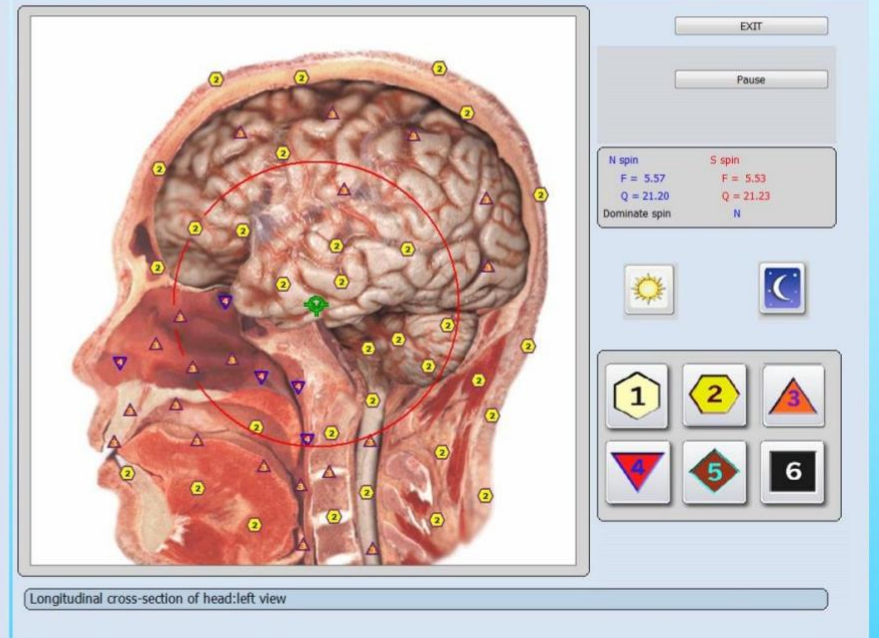 EXIT
Pause
N spin S spin
F = 5.57 F = 5.53
Q = 21.20 Q = 21.23
Dominate spin N
1 2 3
4 5 6
Longitudinal cross-section of head:left view